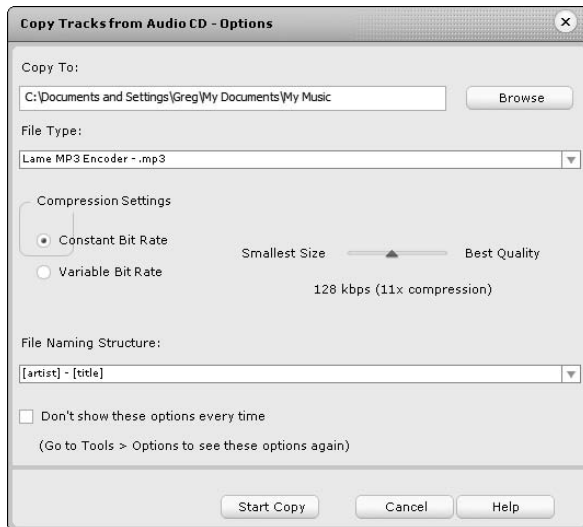 Copy Tracks from Audio CD - Options
Copy To:
C:\Documents and Settings\Greg\My Documents\My Music
Browse
File Type:
Lame MP3 Encoder - .mp3
Compression Settings
Constant Bit Rate
Smallest Size
Best Quality
Variable Bit Rate
128 kbps (11x compression)
File Naming Structure:
[artist] - [title]
Don't show these options every time
(Go to Tools > Options to see these options again)
Start Copy
Cancel
Help